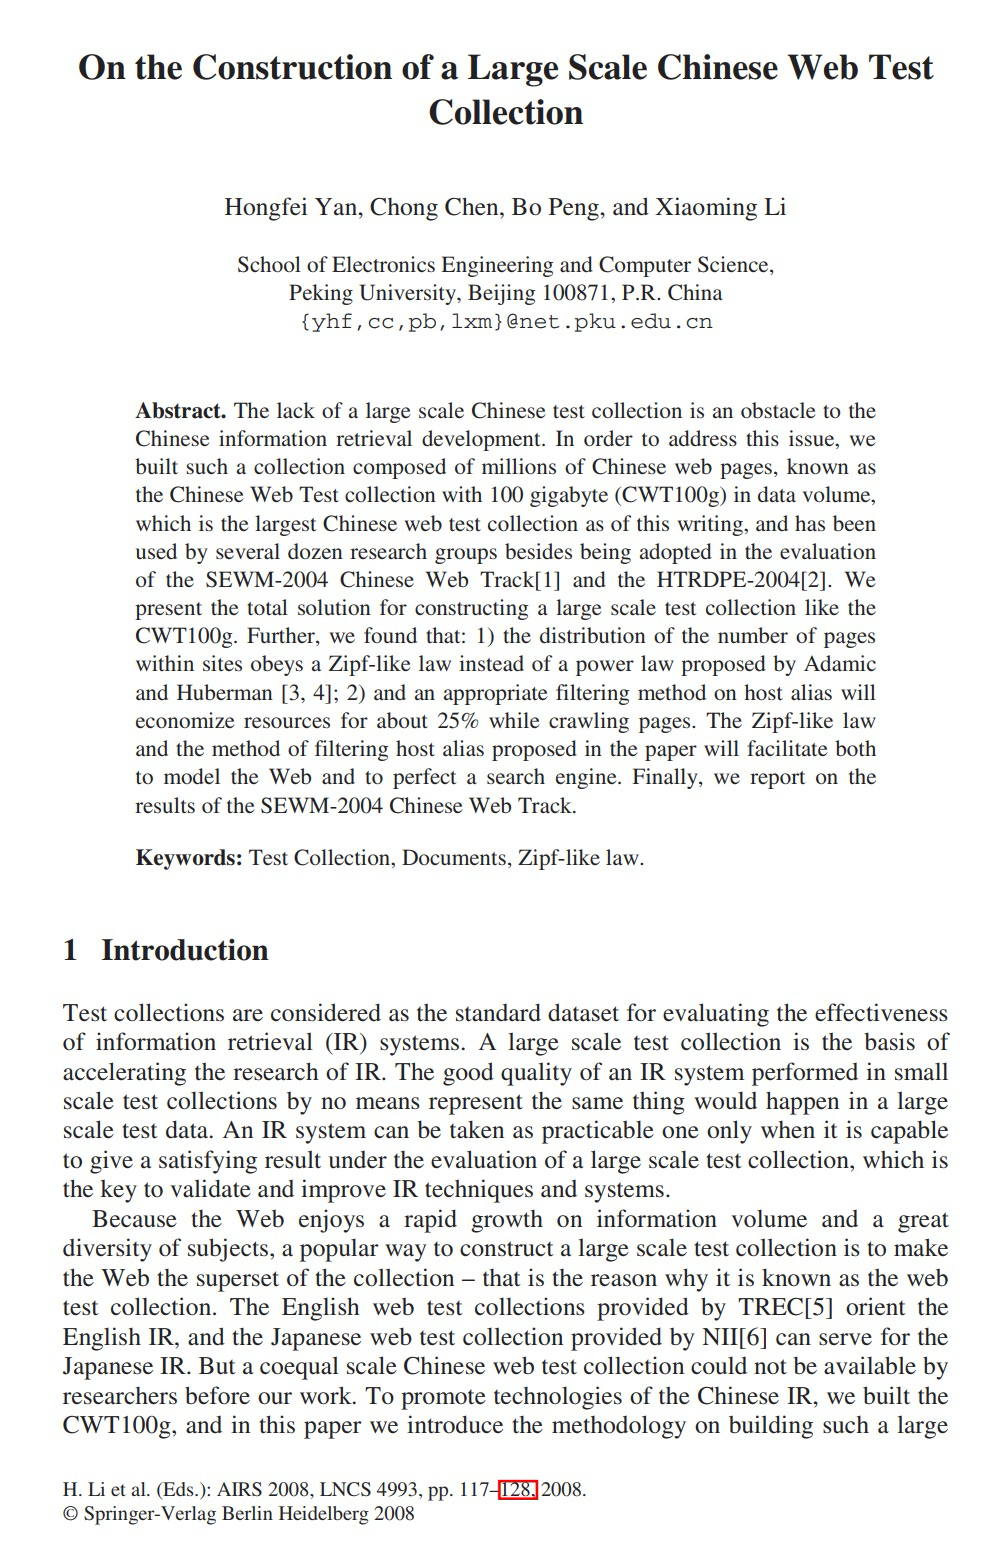 On the Construction of a Large Scale Chinese Web Test
Collection
Hongfei Yan, Chong Chen, Bo Peng, and Xiaoming Li
School of Electronics Engineering and Computer Science,
Peking University, Beijing 100871, P.R. China
{yhf,cc,pb,lxm}@net.pku.edu.cn
Abstract. The lack of a large scale Chinese test collection is an obstacle to the
Chinese information retrieval development. In order to address this issue, we
built such a collection composed of millions of Chinese web pages, known as
the Chinese Web Test collection with 100 gigabyte (CWT100g) in data volume,
which is the largest Chinese web test collection as of this writing, and has been
used by several dozen research groups besides being adopted in the evaluation
of the SEWM-2004 Chinese Web Track[1] and the HTRDPE-2004[2]. We
present the total solution for constructing a large scale test collection like the
CWT100g. Further, we found that: 1) the distribution of the number of pages
within sites obeys a Zipf-like law instead of a power law proposed by Adamic
and Huberman [3, 4]; 2) and an appropriate filtering method on host alias will
economize resources for about 25% while crawling pages. The Zipf-like law
and the method of filtering host alias proposed in the paper will facilitate both
to model the Web and to perfect a search engine. Finally, we report on the
results of the SEWM-2004 Chinese Web Track.
Keywords: Test Collection, Documents, Zipf-like law.
1 Introduction
Test collections are considered as the standard dataset for evaluating the effectiveness
of information retrieval (IR) systems. A large scale test collection is the basis of
accelerating the research of IR. The good quality of an IR system performed in small
scale test collections by no means represent the same thing would happen in a large
scale test data. An IR system can be taken as practicable one only when it is capable
to give a satisfying result under the evaluation of a large scale test collection, which is
the key to validate and improve IR techniques and systems.
Because the Web enjoys a rapid growth on information volume and a great
diversity of subjects, a popular way to construct a large scale test collection is to make
the Web the superset of the collection – that is the reason why it is known as the web
test collection. The English web test collections provided by TREC[5] orient the
English IR, and the Japanese web test collection provided by NII[6] can serve for the
Japanese IR. But a coequal scale Chinese web test collection could not be available by
researchers before our work. To promote technologies of the Chinese IR, we built the
CWT100g, and in this paper we introduce the methodology on building such a large
H. Li et al. (Eds.): AIRS 2008, LNCS 4993, pp. 117–128, 2008.
© Springer-Verlag Berlin Heidelberg 2008